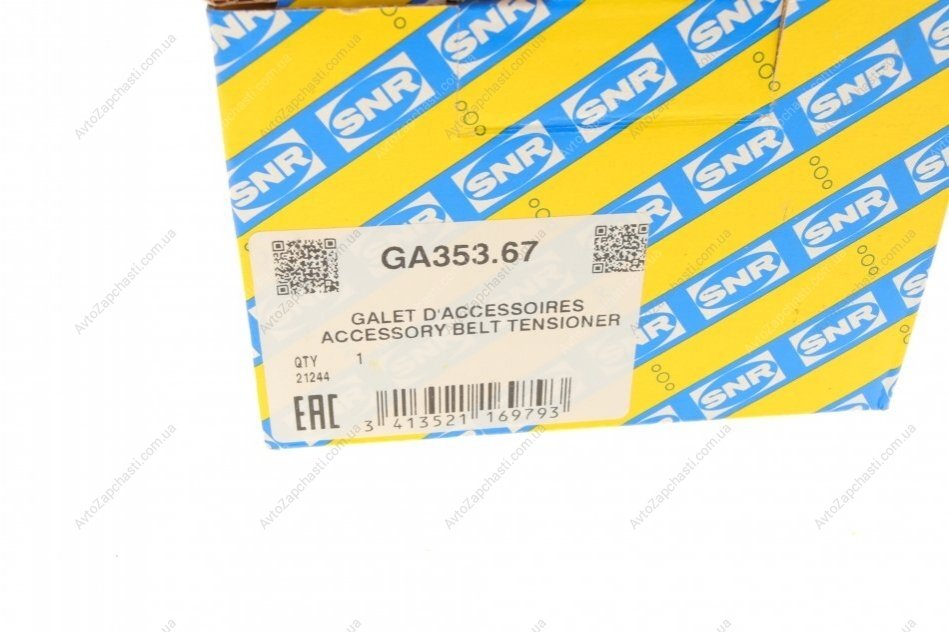 SNR
GA353.67
GALET D'ACCESSOIRES
ACCESSORY BELT TENSIONER
QTY 1
21244
EAC
3 413521 169793
AvtoZapchasti.com.ua